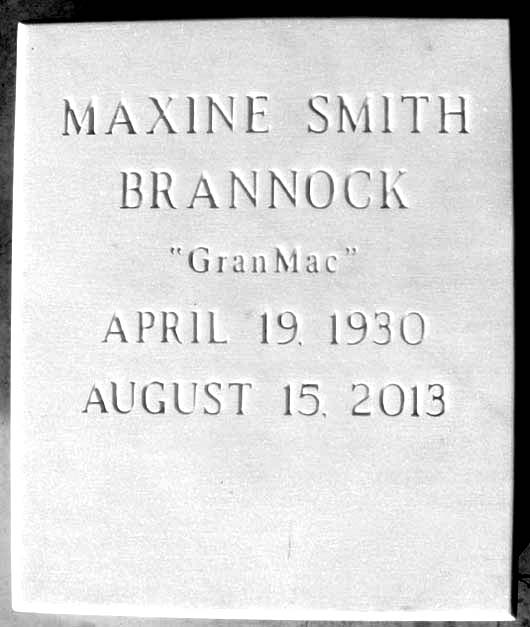 MAXINE SMITH
BRANNOCK
"GranMac"
APRIL 19, 1930
AUGUST 15, 2013